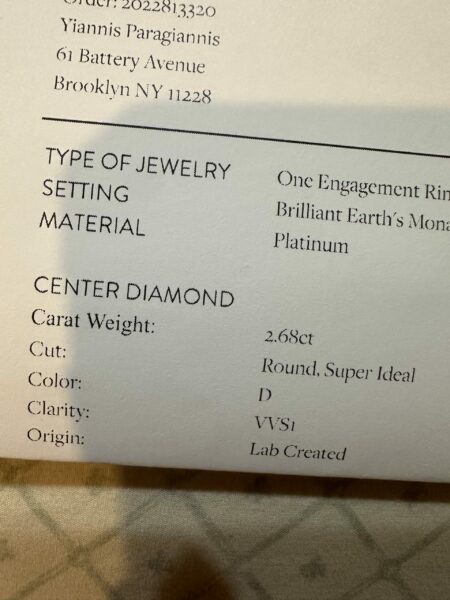 Order: 2022813320
Yiannis Paragiannis
61 Battery Avenue
Brooklyn NY 11228
TYPE OF JEWELRY One Engagement Rin
SETTING Brilliant Earth's Mona
MATERIAL Platinum
CENTER DIAMOND
Carat Weight: 2.68ct
Cut: Round, Super Ideal
Color: D
Clarity: VVS1
Origin: Lab Created